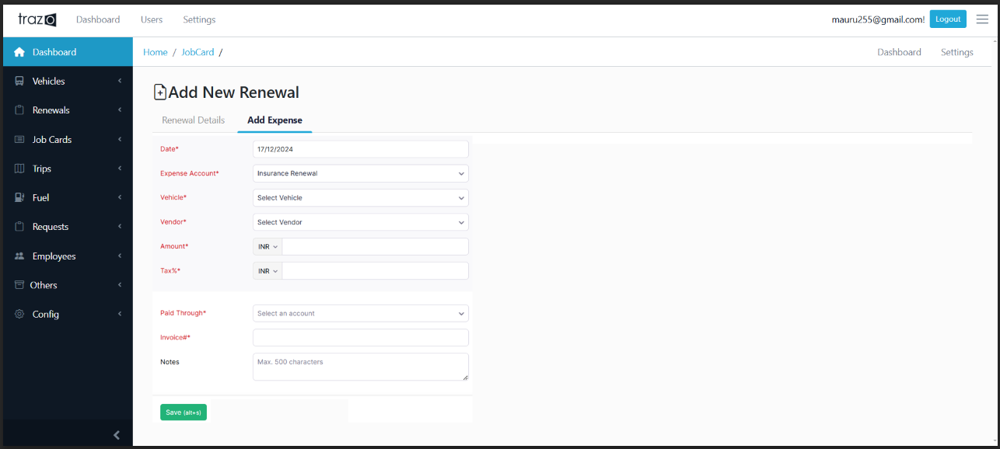 trazo Dashboard Users Settings mauru255@gmail.com! Logout
Dashboard
Vehicles
Renewals
Job Cards
Trips
Fuel
Requests
Employees
Others
Config
Home / JobCard / Dashboard Settings
Add New Renewal
Renewal Details Add Expense
Date* 17/12/2024
Expense Account* Insurance Renewal
Vehicle* Select Vehicle
Vendor* Select Vendor
Amount* INR
Tax%* INR
Paid Through* Select an account
Invoice#*
Notes Max. 500 characters
Save (alt+s)